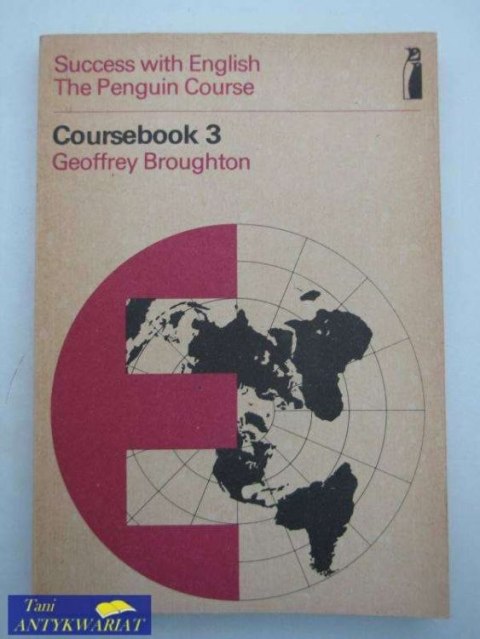 Success with English
The Penguin Course
Coursebook 3
Geoffrey Broughton
E
Tani
ANTYKWARIAT